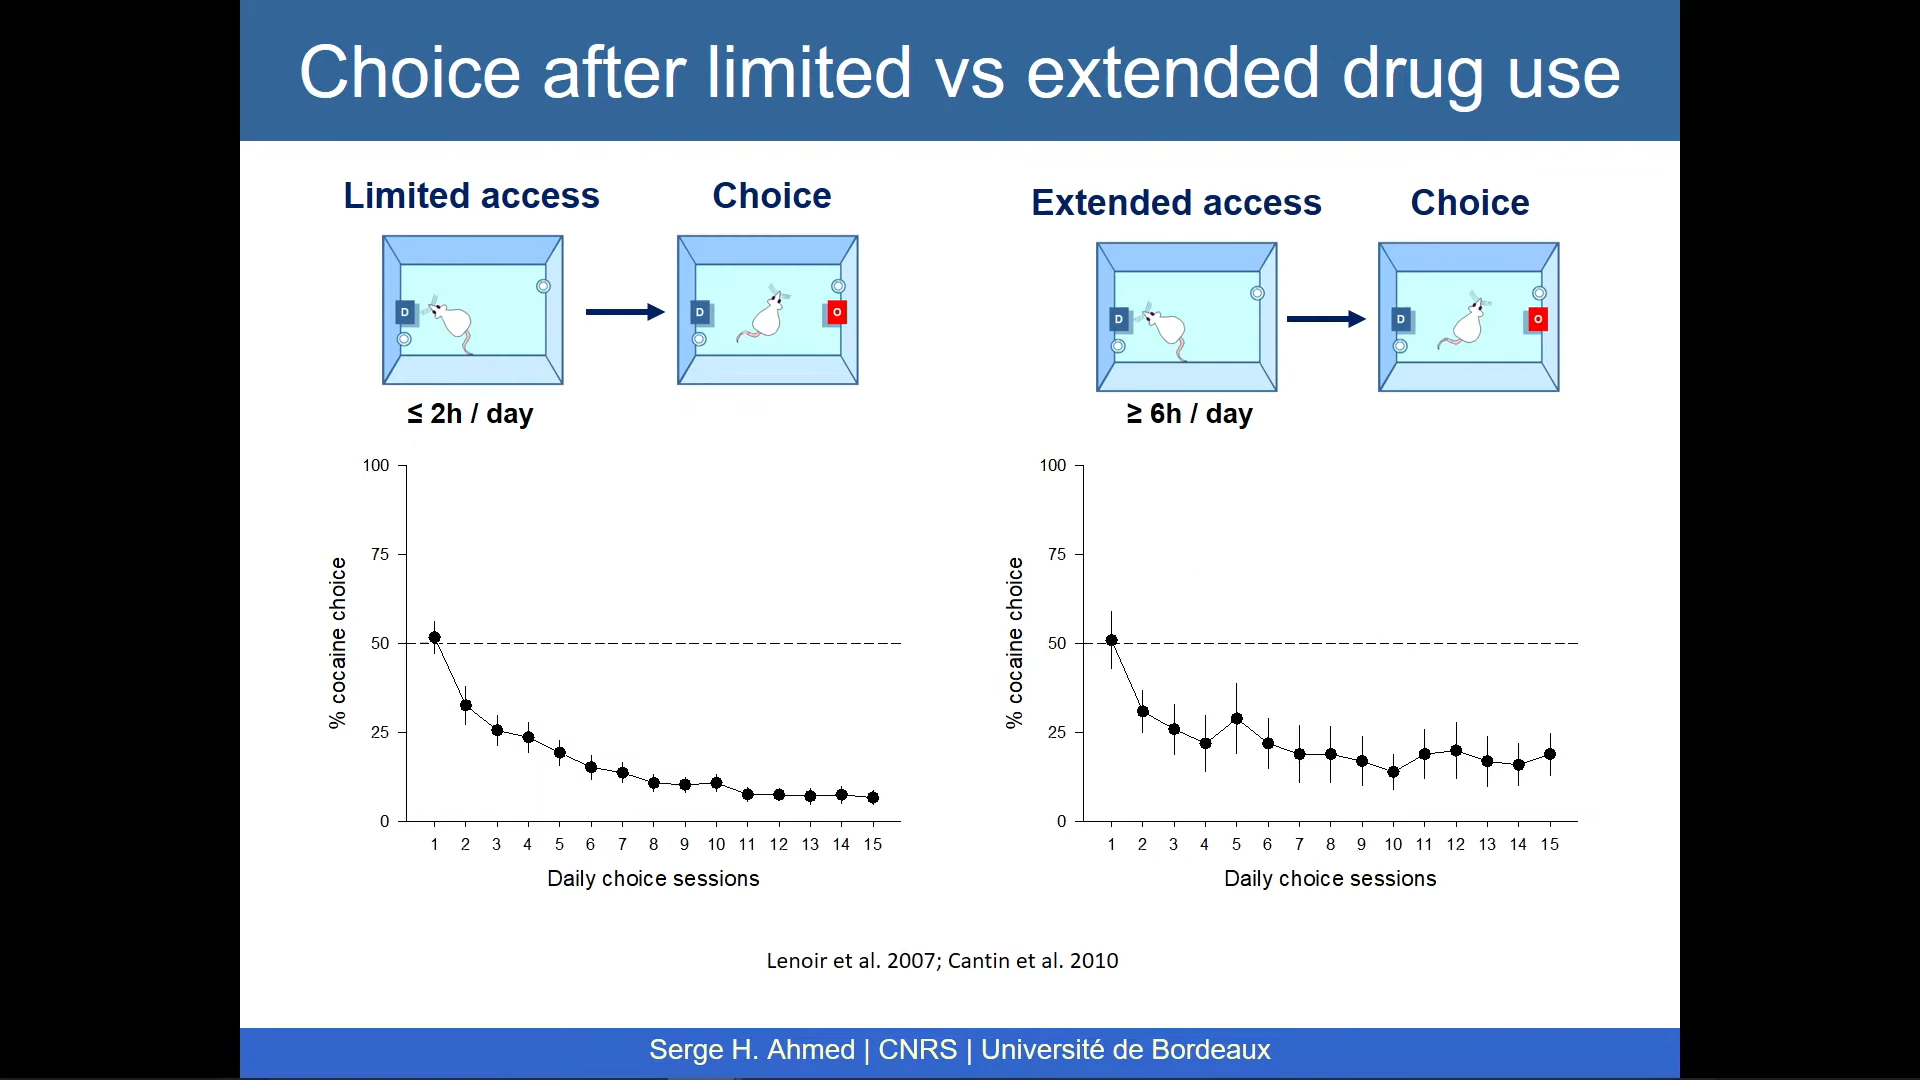 Choice after limited vs extended drug use
Limited access
Choice
D
D
O
≤ 2h / day
Extended access
Choice
D
D
O
≥ 6h / day
% cocaine choice
100
75
50
25
0
1 2 3 4 5 6 7 8 9 10 11 12 13 14 15
Daily choice sessions
% cocaine choice
100
75
50
25
0
1 2 3 4 5 6 7 8 9 10 11 12 13 14 15
Daily choice sessions
Lenoir et al. 2007; Cantin et al. 2010
Serge H. Ahmed | CNRS | Université de Bordeaux